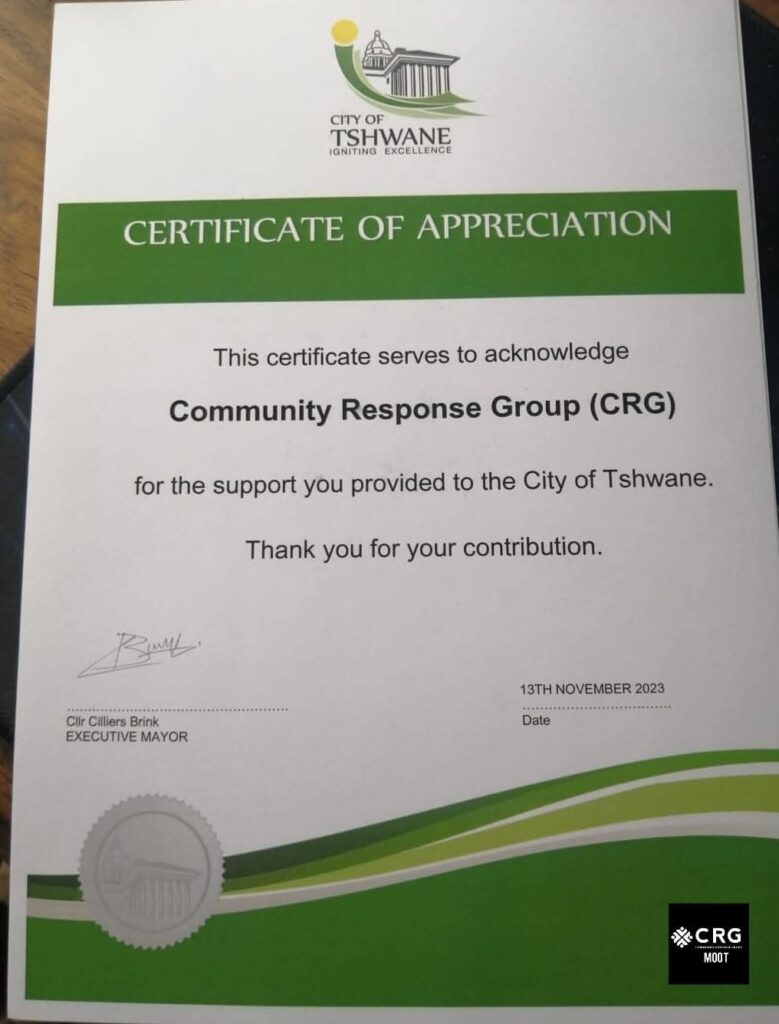 CITY OF
TSHWANE
IGNITING EXCELLENCE
CERTIFICATE OF APPRECIATION
This certificate serves to acknowledge
Community Response Group (CRG)
for the support you provided to the City of Tshwane.
Thank you for your contribution.
13TH NOVEMBER 2023
Cllr Cilliers Brink
EXECUTIVE MAYOR
Date
CRG
MOOT